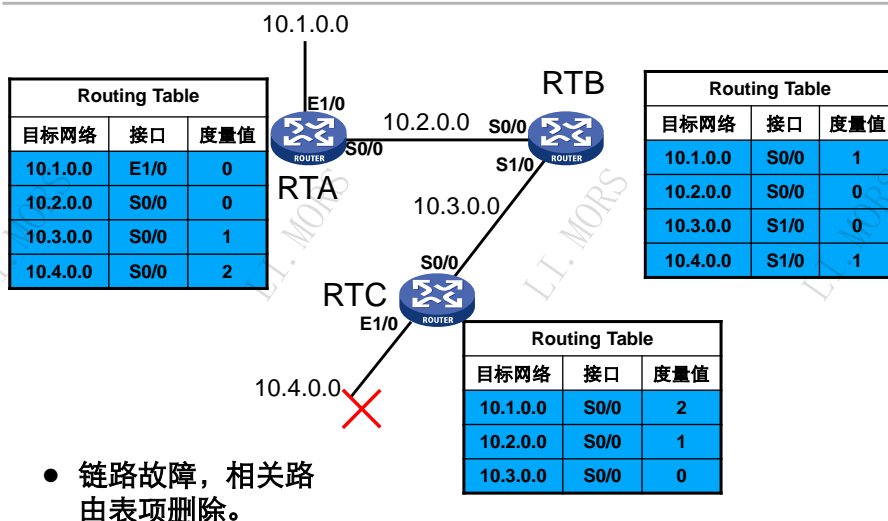 10.1.0.0
Routing Table
目标网络 接口 度量值
10.1.0.0 E1/0 0
10.2.0.0 S0/0 0
10.3.0.0 S0/0 1
10.4.0.0 S0/0 2
E1/0
ROUTER
S0/0
RTA
10.2.0.0
RTB
S0/0
ROUTER
S1/0
Routing Table
目标网络 接口 度量值
10.1.0.0 S0/0 1
10.2.0.0 S0/0 0
10.3.0.0 S1/0 0
10.4.0.0 S1/0 1
10.3.0.0
S0/0
RTC
ROUTER
E1/0
10.4.0.0
Routing Table
目标网络 接口 度量值
10.1.0.0 S0/0 2
10.2.0.0 S0/0 1
10.3.0.0 S0/0 0
● 链路故障，相关路
由表项删除。
LI. MORS
LI. MORS